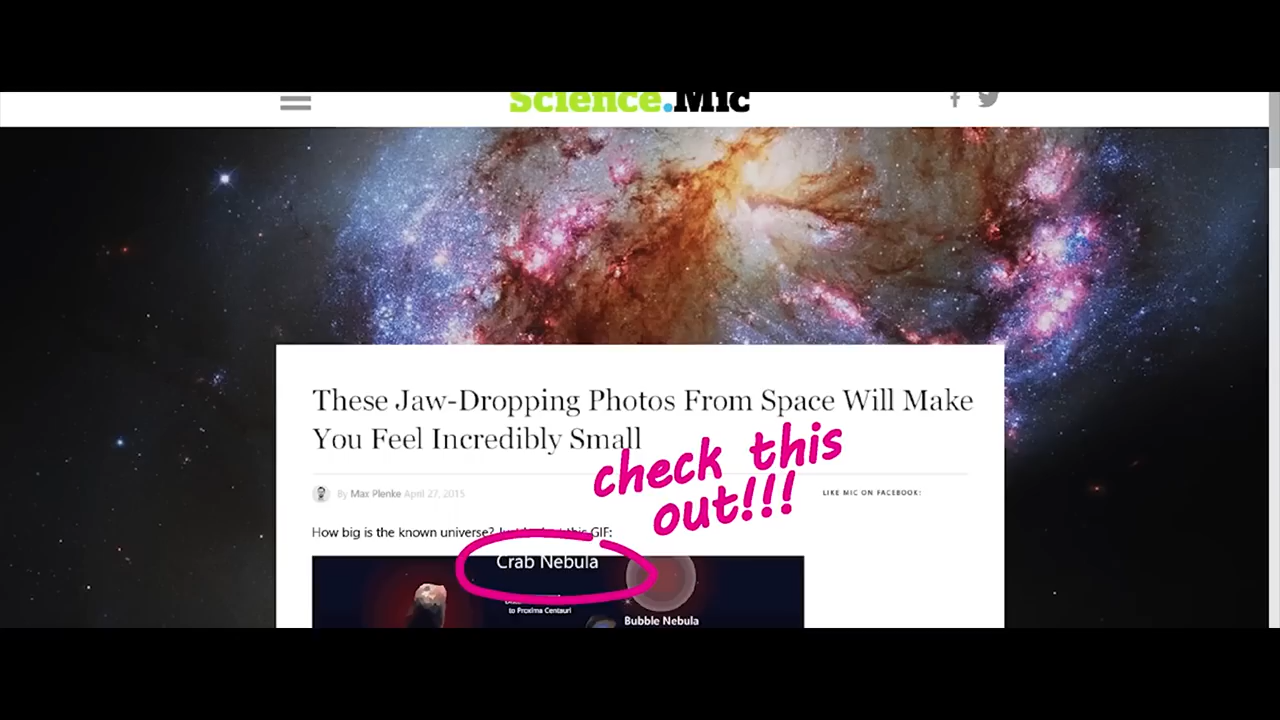 Science.Mic
These Jaw-Dropping Photos From Space Will Make
You Feel Incredibly Small
check this
out!!!
By Max Plenke April 27, 2015
LIKE MIC ON FACEBOOK:
How big is the known universe? this GIF:
Crab Nebula
to Proxima Centauri
Bubble Nebula